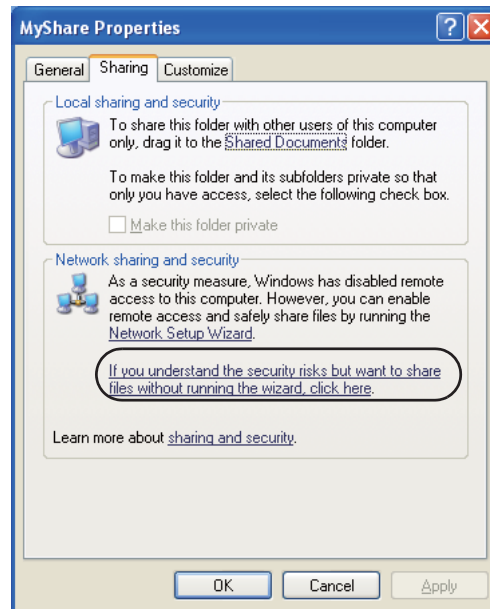 MyShare Properties
General Sharing Customize
Local sharing and security
To share this folder with other users of this computer
only, drag it to the Shared Documents folder.
To make this folder and its subfolders private so that
only you have access, select the following check box.
Make this folder private
Network sharing and security
As a security measure, Windows has disabled remote
access to this computer. However, you can enable
remote access and safely share files by running the
Network Setup Wizard.
If you understand the security risks but want to share
files without running the wizard, click here.
Learn more about sharing and security.
OK Cancel Apply